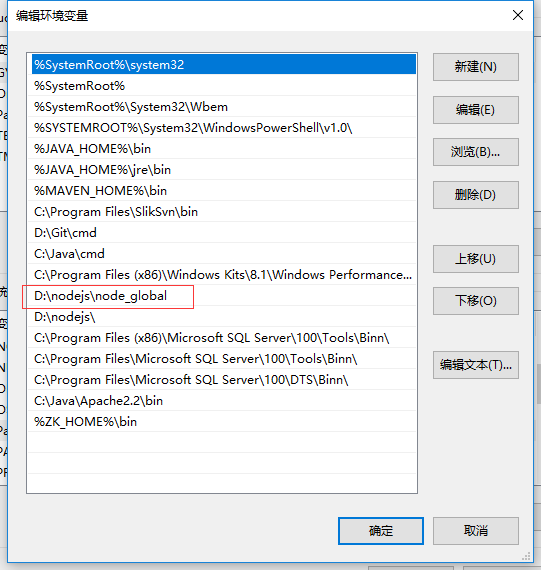 编辑环境变量
%SystemRoot%\system32
%SystemRoot%
%SystemRoot%\System32\Wbem
%SYSTEMROOT%\System32\WindowsPowerShell\v1.0\
%JAVA_HOME%\bin
%JAVA_HOME%\jre\bin
%MAVEN_HOME%\bin
C:\Program Files\SlikSvn\bin
D:\Git\cmd
C:\Java\cmd
C:\Program Files (x86)\Windows Kits\8.1\Windows Performance...
D:\nodejs\node_global
D:\nodejs\
C:\Program Files (x86)\Microsoft SQL Server\100\Tools\Binn\
C:\Program Files\Microsoft SQL Server\100\Tools\Binn\
C:\Program Files\Microsoft SQL Server\100\DTS\Binn\
C:\Java\Apache2.2\bin
%ZK_HOME%\bin
新建(N)
编辑(E)
浏览(B)...
删除(D)
上移(U)
下移(O)
编辑文本(T)...
确定
取消